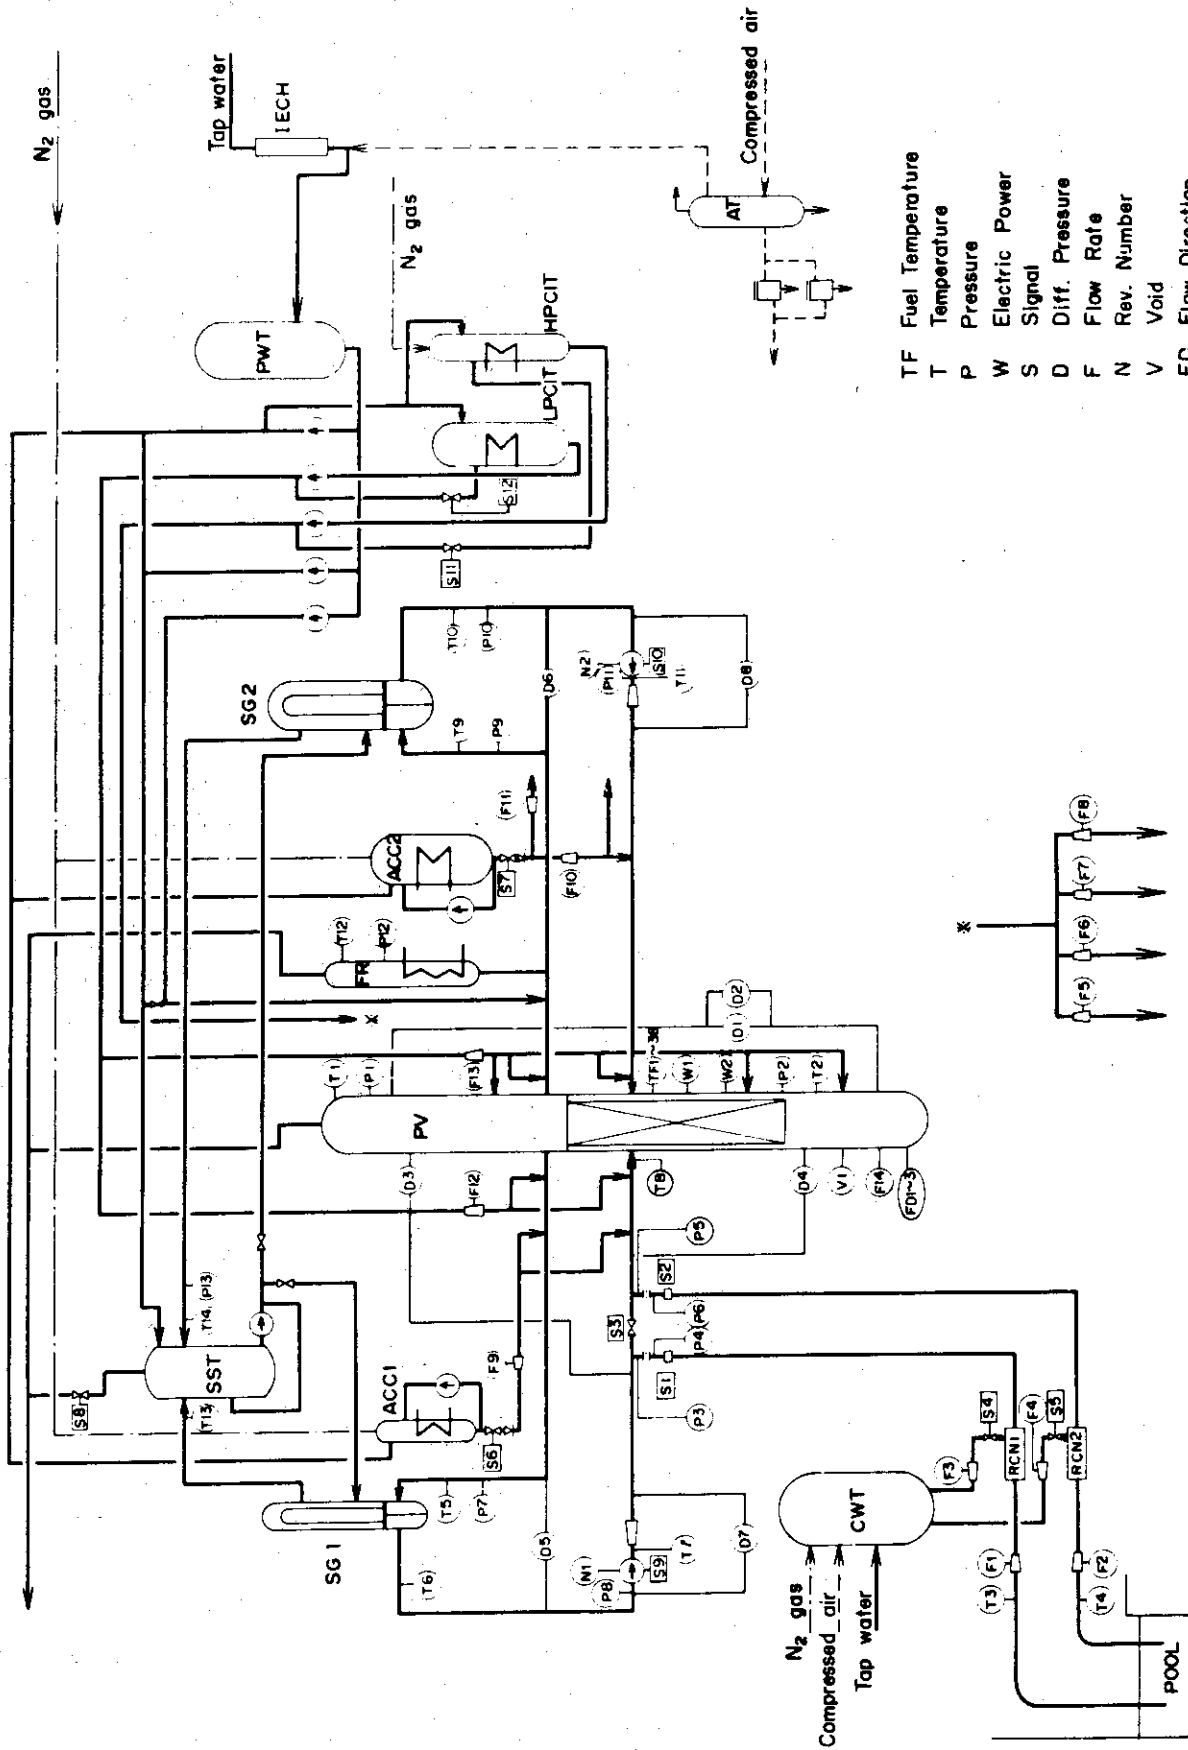 N2 gas
Tap water
IECH
N2 gas
PWT
HPCIT
LPCIT
Compressed air
AT
S12
S11
SG2
T10
P10
D6
N2
P11
S10
T11
D8
T9
P9
ACC2
F11
S7
F10
T12
P12
FR
T1
P1
F13
PV
D3
F12
D2
D1
TF1~38
W1
W2
P2
T2
T8
D4
V1
F14
FD1~3
T14, P13
SST
T13
S8
ACC1
F9
S6
SG1
T5
P7
T6
D5
N1
P8
S9
T7
D7
P5
S2
S3
P6
P4
S1
P3
S4
F4
S5
F3
RCN1
RCN2
CWT
N2 gas
Compressed air
Tap water
F1
F2
T3
T4
POOL
*
*
F5
F6
F7
F8
TF Fuel Temperature
T Temperature
P Pressure
W Electric Power
S Signal
D Diff. Pressure
F Flow Rate
N Rev. Number
V Void
FD Flow Direction